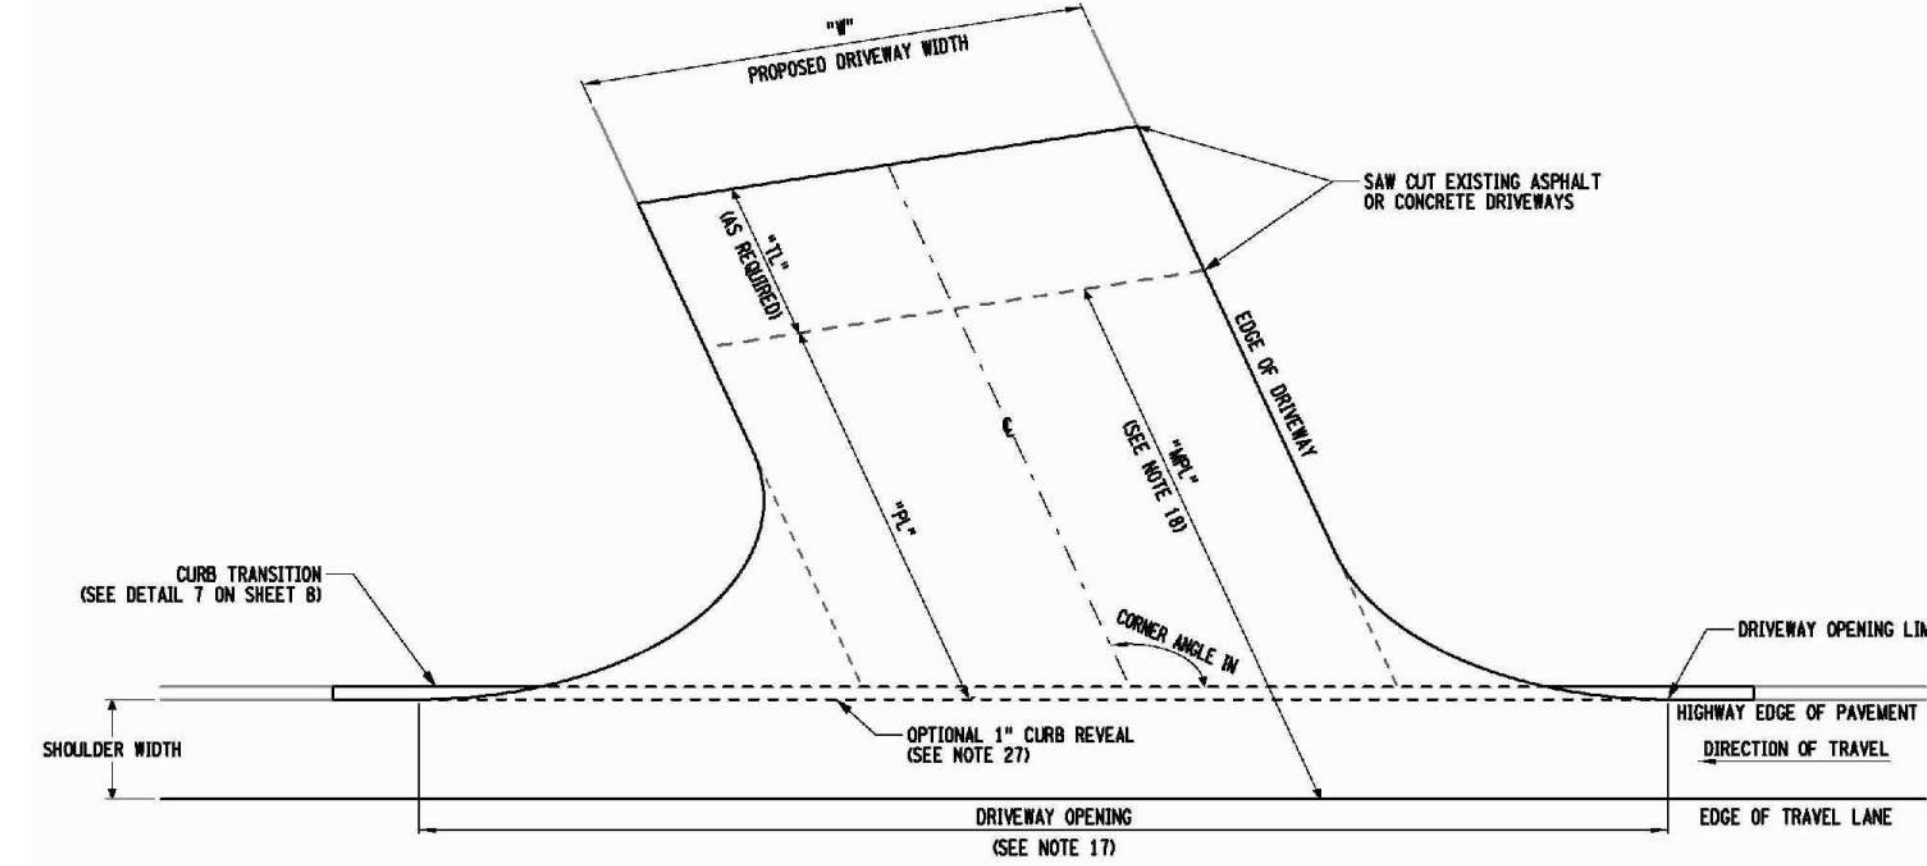 "W"
PROPOSED DRIVEWAY WIDTH
SAW CUT EXISTING ASPHALT
OR CONCRETE DRIVEWAYS
"TL"
(AS REQUIRED)
EDGE OF DRIVEWAY
"MPL"
(SEE NOTE 18)
"PL"
CURB TRANSITION
(SEE DETAIL 7 ON SHEET 8)
CORNER ANGLE IN
DRIVEWAY OPENING LIM
HIGHWAY EDGE OF PAVEMENT
OPTIONAL 1" CURB REVEAL
(SEE NOTE 27)
SHOULDER WIDTH
DIRECTION OF TRAVEL
DRIVEWAY OPENING
(SEE NOTE 17)
EDGE OF TRAVEL LANE